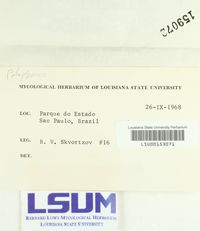 159072
Polyporus
MYCOLOGICAL HERBARIUM OF LOUISIANA STATE UNIVERSITY
26-IX-1968
LOC. Parque do Estado
Sao Paulo, Brazil
Louisiana State University Herbarium
LSU00153071
LEG. B. V. Skvortzov #16
DET.
LSUM
BERNARD LOWY MYCOLOGICAL HERBARIUM
LOUISIANA STATE UNIVERSITY